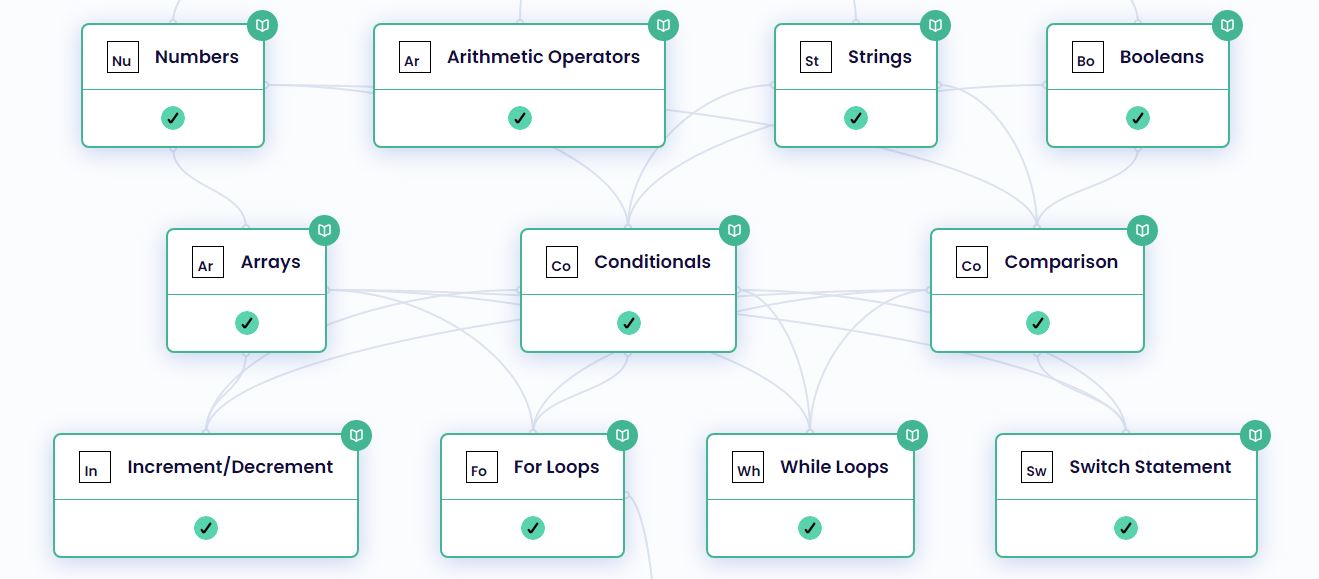 Nu Numbers
Ar Arithmetic Operators
St Strings
Bo Booleans
Ar Arrays
Co Conditionals
Co Comparison
In Increment/Decrement
Fo For Loops
Wh While Loops
Sw Switch Statement